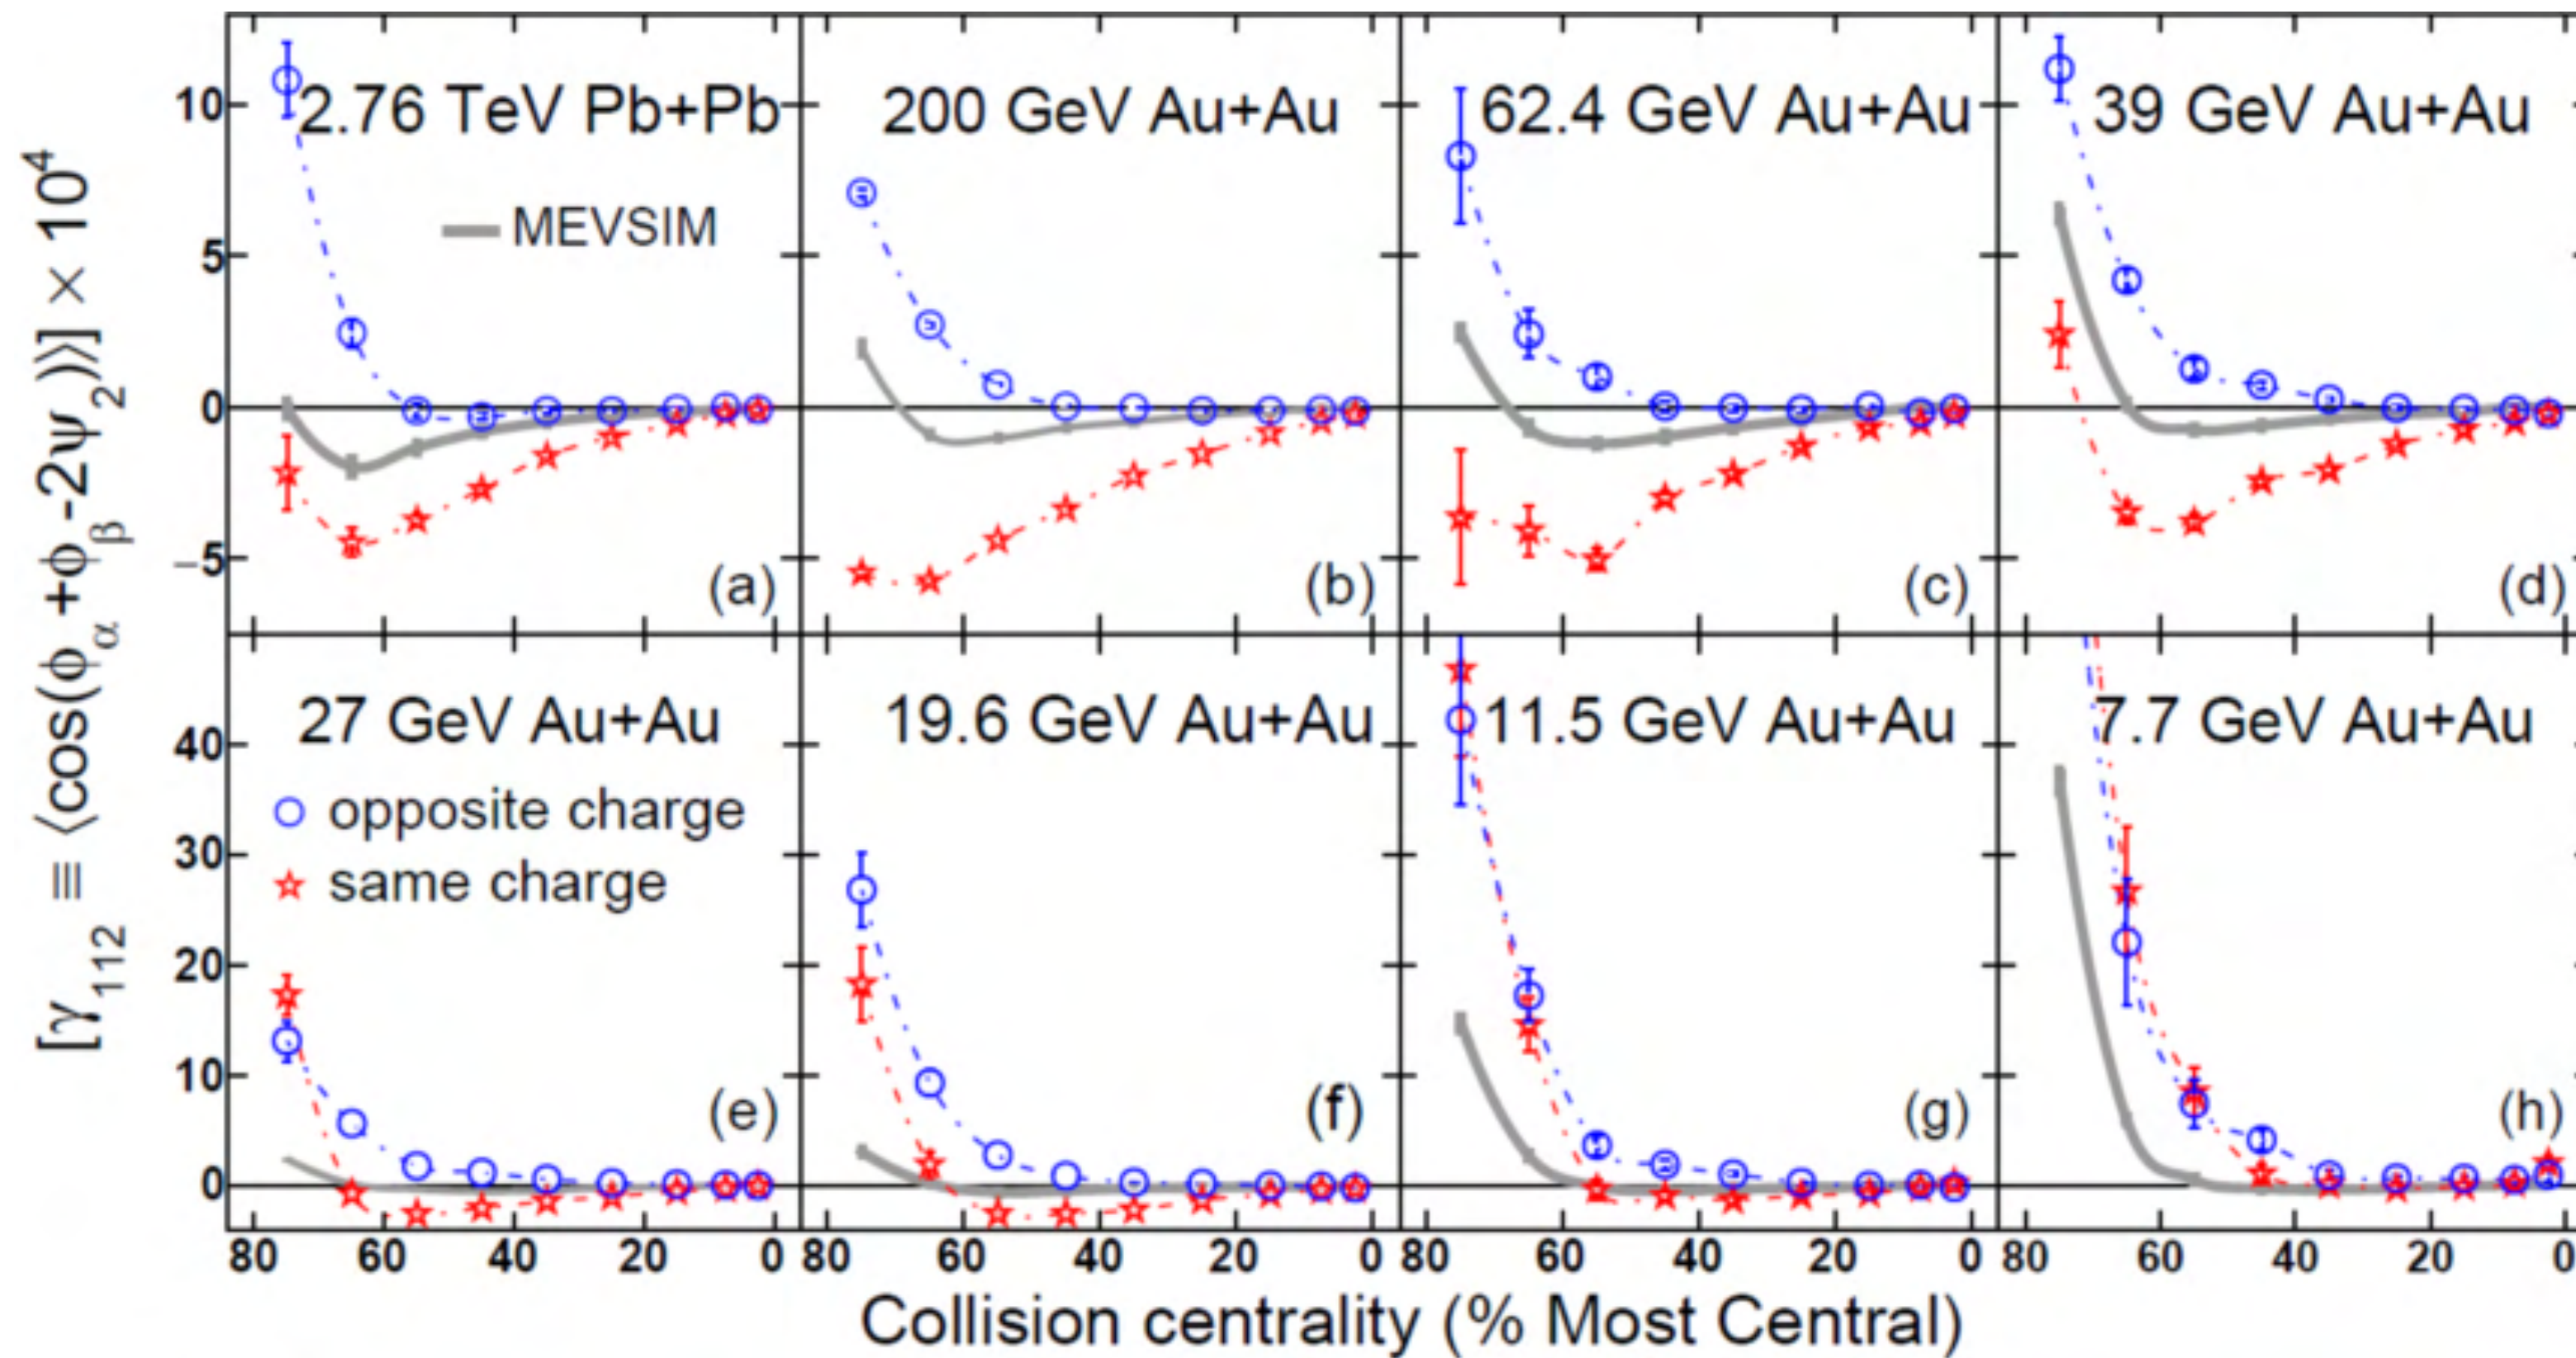 [γ112 ≡ ⟨cos(ϕα +ϕβ -2ψ2)⟩] × 10⁴
10
5
0
−5
2.76 TeV Pb+Pb
MEVSIM
(a)
200 GeV Au+Au
(b)
62.4 GeV Au+Au
(c)
39 GeV Au+Au
(d)
40
30
20
10
0
27 GeV Au+Au
opposite charge
same charge
(e)
19.6 GeV Au+Au
(f)
11.5 GeV Au+Au
(g)
7.7 GeV Au+Au
(h)
80 60 40 20 0 80 60 40 20 0 80 60 40 20 0 80 60 40 20 0
Collision centrality (% Most Central)